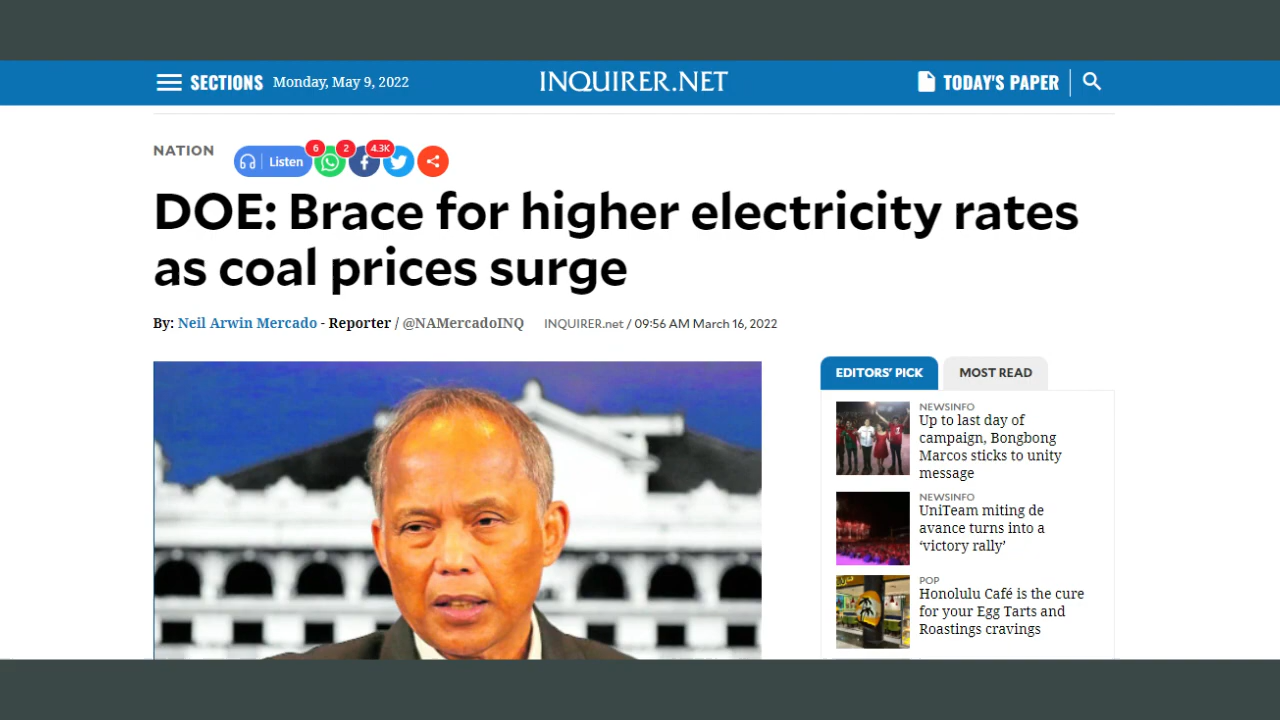 SECTIONS Monday, May 9, 2022 INQUIRER.NET TODAY'S PAPER
NATION
Listen 6 2 4.3K
DOE: Brace for higher electricity rates
as coal prices surge
By: Neil Arwin Mercado - Reporter / @NAMercadoINQ INQUIRER.net / 09:56 AM March 16, 2022
EDITORS' PICK MOST READ
NEWSINFO
Up to last day of
campaign, Bongbong
Marcos sticks to unity
message
NEWSINFO
UniTeam miting de
avance turns into a
‘victory rally’
POP
Honolulu Café is the cure
for your Egg Tarts and
Roastings cravings